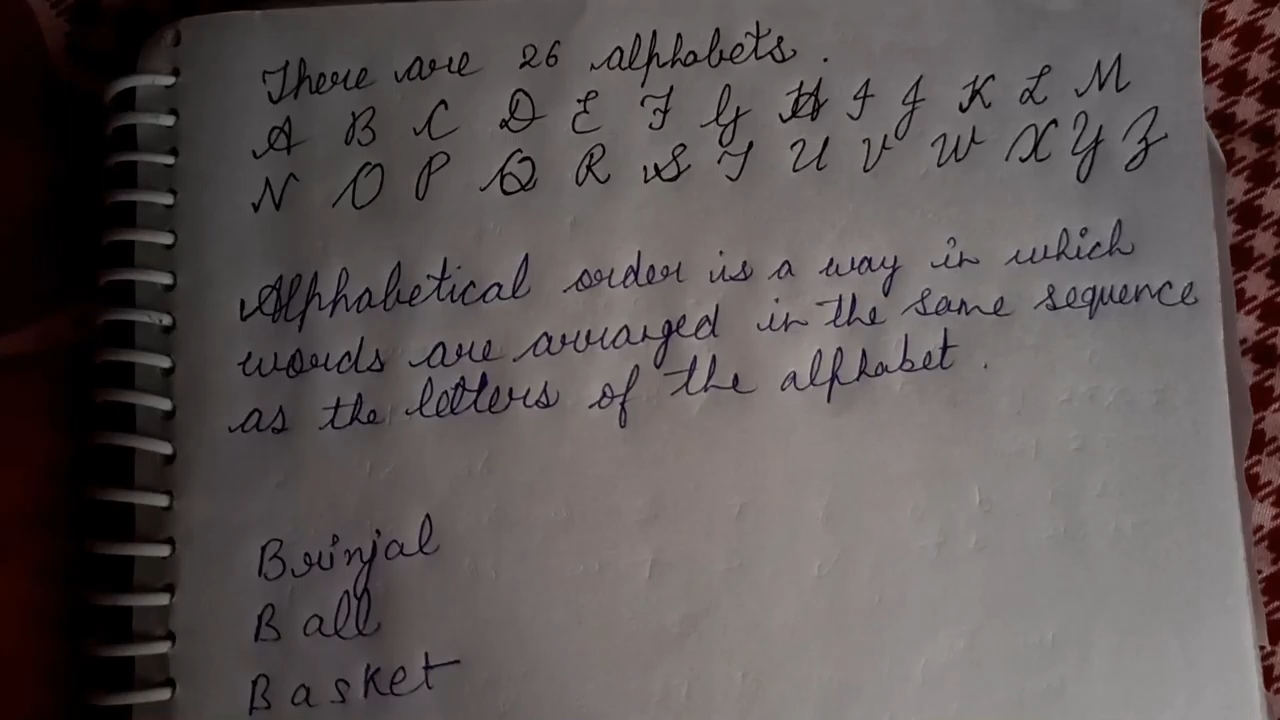 There are 26 alphabets.
A B C D E F G H I J K L M
N O P Q R S T U V W X Y Z
Alphabetical order is a way in which
words are arranged in the same sequence
as the letters of the alphabet.
Brinjal
Ball
Basket